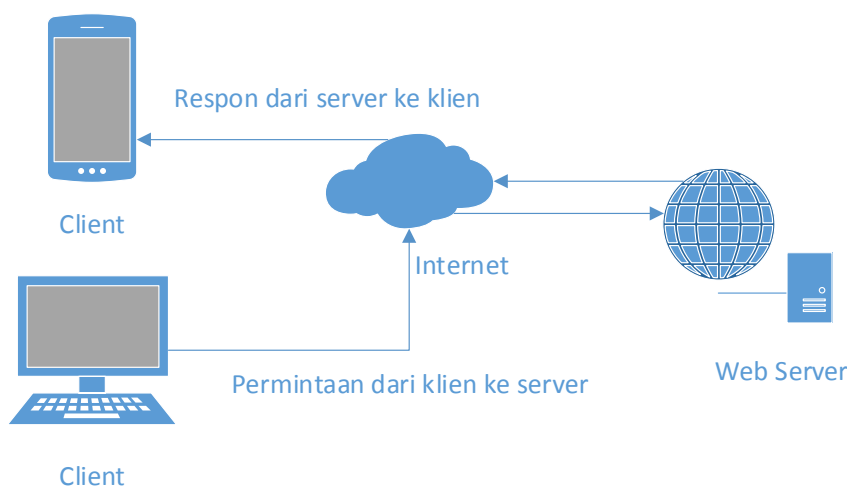 Respon dari server ke klien
Client
Internet
Web Server
Permintaan dari klien ke server
Client